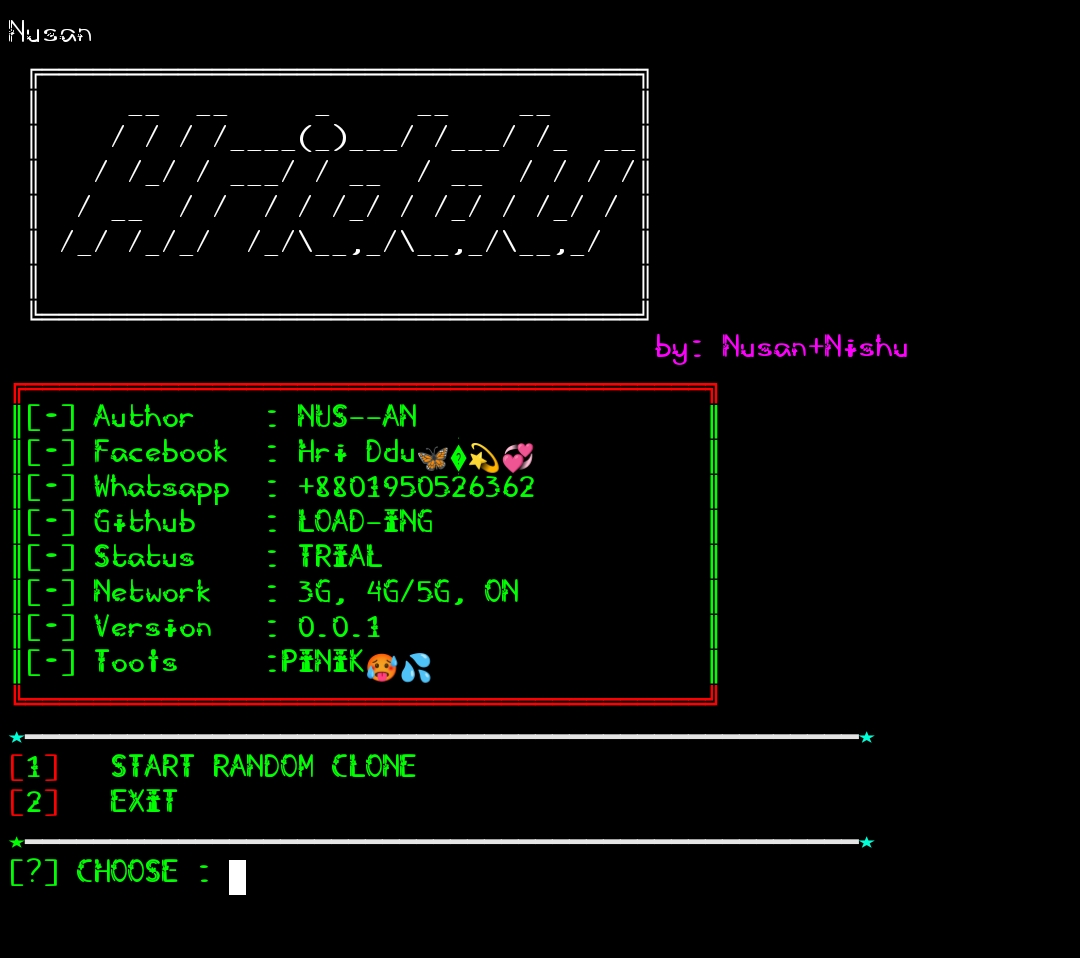 Nusan
Hriddy
by: Nusan+Nishu
[-] Author : NUS--AN
[-] Facebook : Hri Ddu🦋⃟💫💞
[-] Whatsapp : +8801950526362
[-] Github : LOAD-ING
[-] Status : TRIAL
[-] Network : 3G, 4G/5G, ON
[-] Version : 0.0.1
[-] Toots :PINIK🥵💦
[1] START RANDOM CLONE
[2] EXIT
[?] CHOOSE :